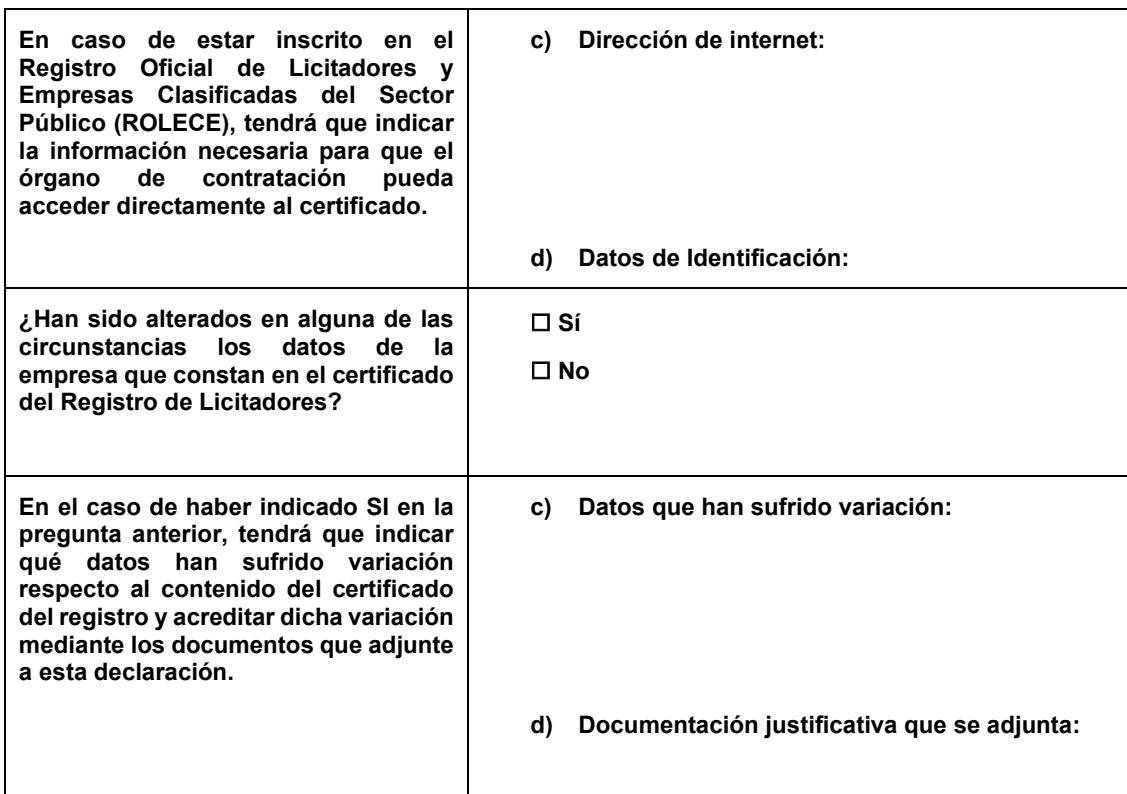 En caso de estar inscrito en el
Registro Oficial de Licitadores y
Empresas Clasificadas del Sector
Público (ROLECE), tendrá que indicar
la información necesaria para que el
órgano de contratación pueda
acceder directamente al certificado.
c) Dirección de internet:
d) Datos de Identificación:
¿Han sido alterados en alguna de las
circunstancias los datos de la
empresa que constan en el certificado
del Registro de Licitadores?
☐ Sí
☐ No
En el caso de haber indicado SI en la
pregunta anterior, tendrá que indicar
qué datos han sufrido variación
respecto al contenido del certificado
del registro y acreditar dicha variación
mediante los documentos que adjunte
a esta declaración.
c) Datos que han sufrido variación:
d) Documentación justificativa que se adjunta: